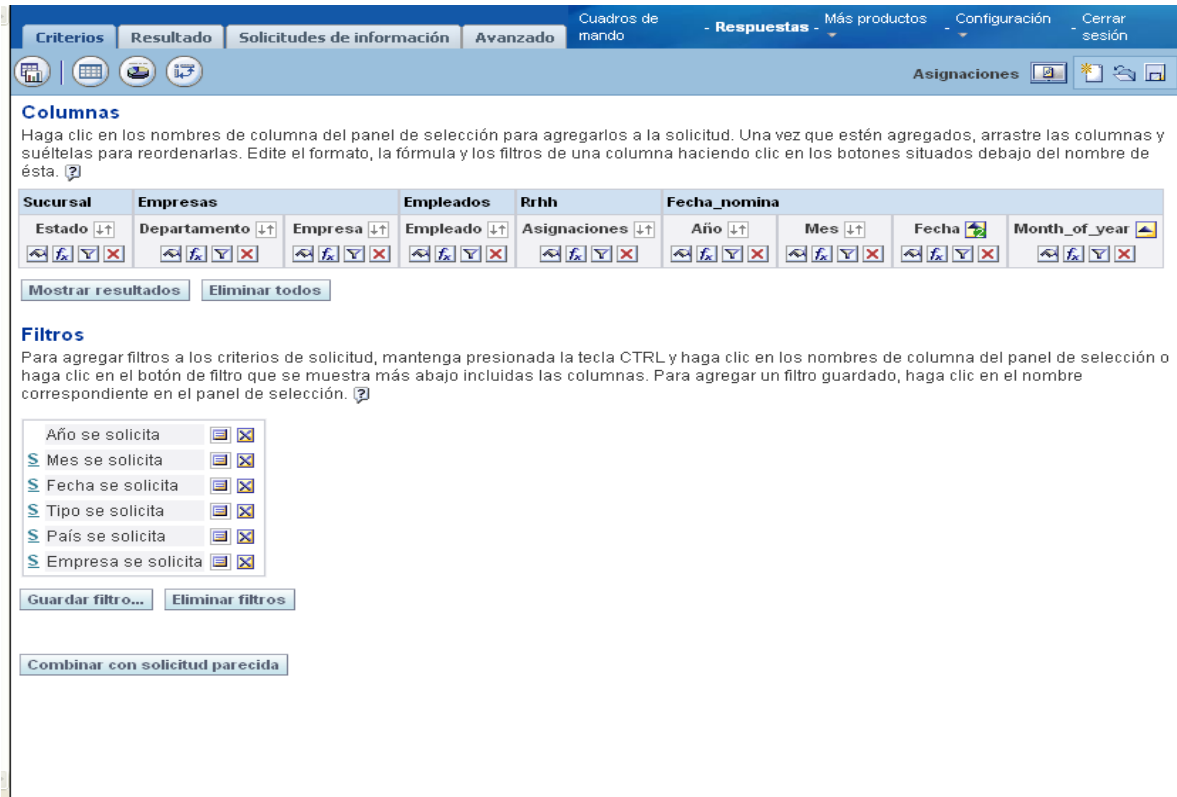 Criterios Resultado Solicitudes de información Avanzado Cuadros de mando - Respuestas - Más productos - Configuración - Cerrar sesión
Asignaciones
Columnas
Haga clic en los nombres de columna del panel de selección para agregarlos a la solicitud. Una vez que estén agregados, arrastre las columnas y
suéltelas para reordenarlas. Edite el formato, la fórmula y los filtros de una columna haciendo clic en los botones situados debajo del nombre de
ésta.
Sucursal Empresas Empleados Rrhh Fecha_nomina
Estado Departamento Empresa Empleado Asignaciones Año Mes Fecha Month_of_year
Mostrar resultados Eliminar todos
Filtros
Para agregar filtros a los criterios de solicitud, mantenga presionada la tecla CTRL y haga clic en los nombres de columna del panel de selección o
haga clic en el botón de filtro que se muestra más abajo incluidas las columnas. Para agregar un filtro guardado, haga clic en el nombre
correspondiente en el panel de selección.
Año se solicita
S Mes se solicita
S Fecha se solicita
S Tipo se solicita
S País se solicita
S Empresa se solicita
Guardar filtro... Eliminar filtros
Combinar con solicitud parecida